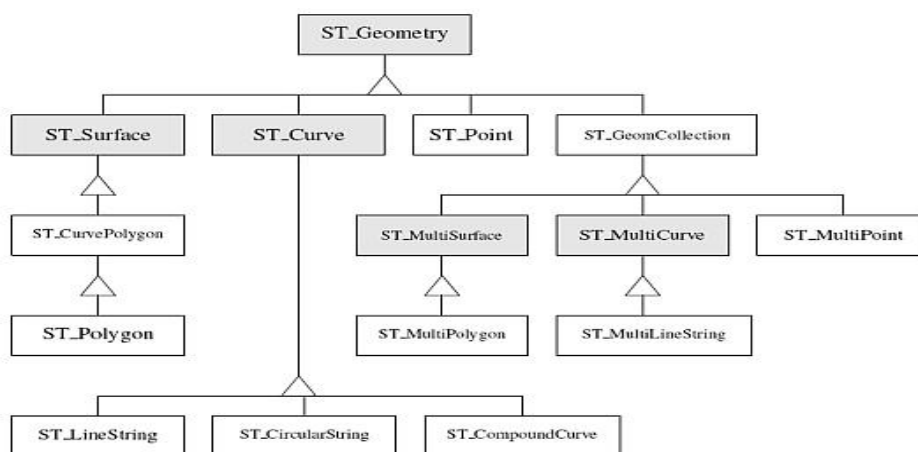 ST_Geometry
ST_Surface
ST_Curve
ST_Point
ST_GeomCollection
ST_CurvePolygon
ST_MultiSurface
ST_MultiCurve
ST_MultiPoint
ST_Polygon
ST_MultiPolygon
ST_MultiLineString
ST_LineString
ST_CircularString
ST_CompoundCurve